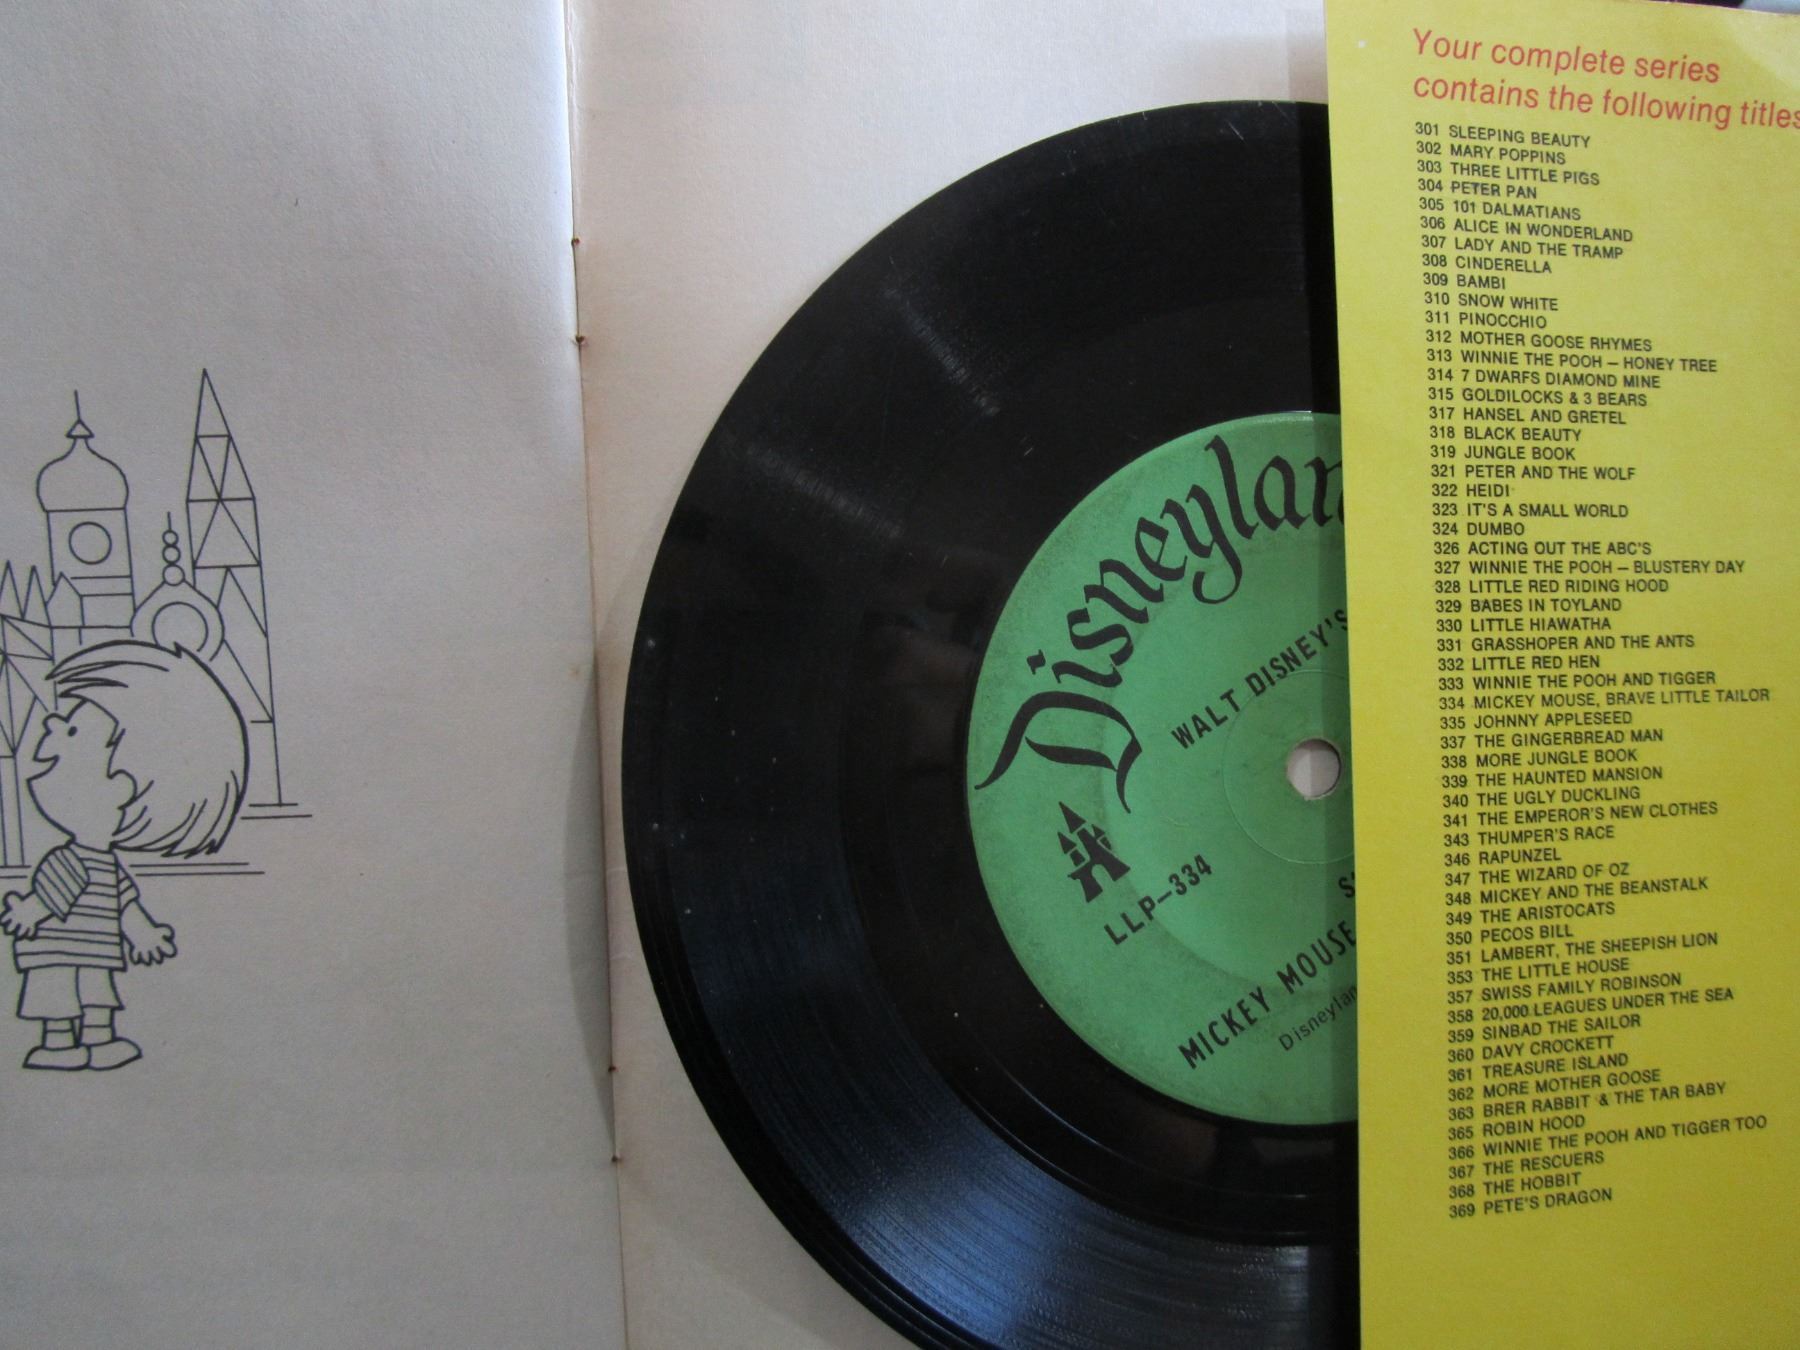 Disneylan
WALT DISNEY'S
LLP-334
MICKEY MOUSE
Disneylan
Your complete series
contains the following titles
301 SLEEPING BEAUTY
302 MARY POPPINS
303 THREE LITTLE PIGS
304 PETER PAN
305 101 DALMATIANS
306 ALICE IN WONDERLAND
307 LADY AND THE TRAMP
308 CINDERELLA
309 BAMBI
310 SNOW WHITE
311 PINOCCHIO
312 MOTHER GOOSE RHYMES
313 WINNIE THE POOH – HONEY TREE
314 7 DWARFS DIAMOND MINE
315 GOLDILOCKS & 3 BEARS
317 HANSEL AND GRETEL
318 BLACK BEAUTY
319 JUNGLE BOOK
321 PETER AND THE WOLF
322 HEIDI
323 IT'S A SMALL WORLD
324 DUMBO
326 ACTING OUT THE ABC'S
327 WINNIE THE POOH – BLUSTERY DAY
328 LITTLE RED RIDING HOOD
329 BABES IN TOYLAND
330 LITTLE HIAWATHA
331 GRASSHOPER AND THE ANTS
332 LITTLE RED HEN
333 WINNIE THE POOH AND TIGGER
334 MICKEY MOUSE, BRAVE LITTLE TAILOR
335 JOHNNY APPLESEED
337 THE GINGERBREAD MAN
338 MORE JUNGLE BOOK
339 THE HAUNTED MANSION
340 THE UGLY DUCKLING
341 THE EMPEROR'S NEW CLOTHES
343 THUMPER'S RACE
346 RAPUNZEL
347 THE WIZARD OF OZ
348 MICKEY AND THE BEANSTALK
349 THE ARISTOCATS
350 PECOS BILL
351 LAMBERT, THE SHEEPISH LION
353 THE LITTLE HOUSE
357 SWISS FAMILY ROBINSON
358 20,000 LEAGUES UNDER THE SEA
359 SINBAD THE SAILOR
360 DAVY CROCKETT
361 TREASURE ISLAND
362 MORE MOTHER GOOSE
363 BRER RABBIT & THE TAR BABY
365 ROBIN HOOD
366 WINNIE THE POOH AND TIGGER TOO
367 THE RESCUERS
368 THE HOBBIT
369 PETE'S DRAGON